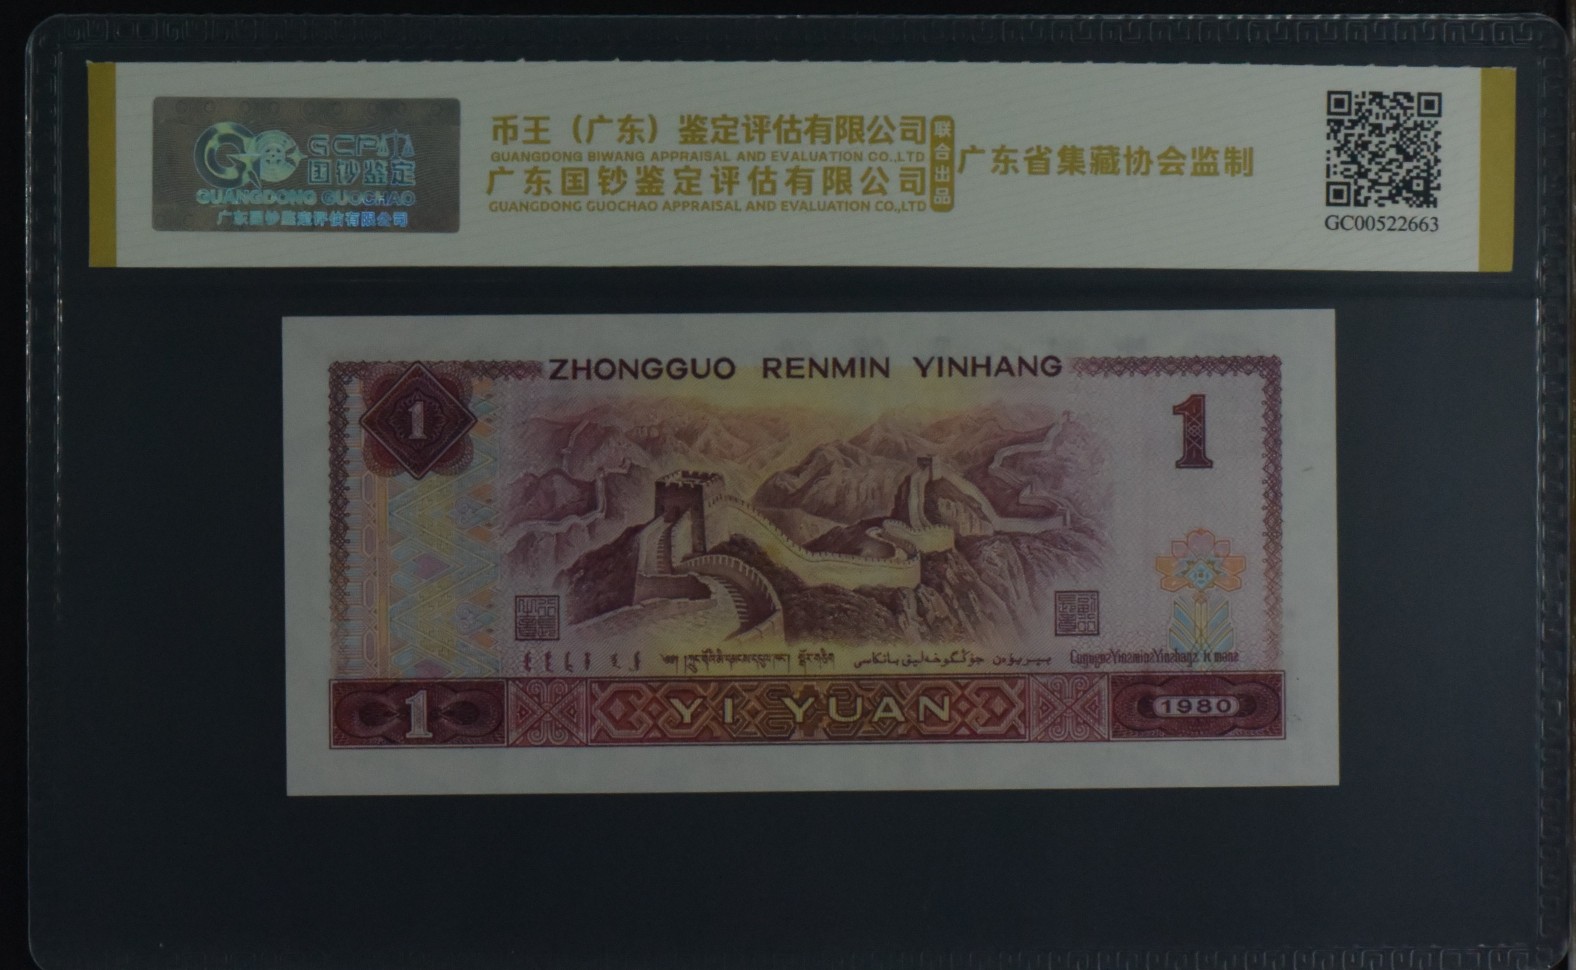 GCP
国钞鉴定
GUANGDONG GUOCHAO
广东国钞鉴定评估有限公司
币王（广东）鉴定评估有限公司
GUANGDONG BIWANG APPRAISAL AND EVALUATION CO.,LTD
广东国钞鉴定评估有限公司
GUANGDONG GUOCHAO APPRAISAL AND EVALUATION CO.,LTD
联合出品
广东省集藏协会监制
GC00522663
ZHONGGUO RENMIN YINHANG
1
1
1
YI YUAN
1980